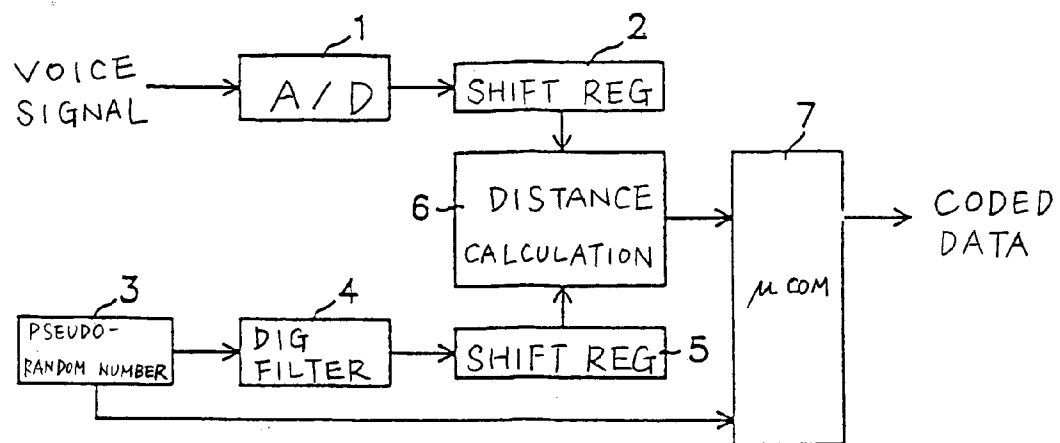 1
2
VOICE
SIGNAL
A/D
SHIFT REG
7
6
DISTANCE
CALCULATION
CODED
DATA
μCOM
3
4
PSEUDO-
RANDOM NUMBER
DIG
FILTER
SHIFT REG
5